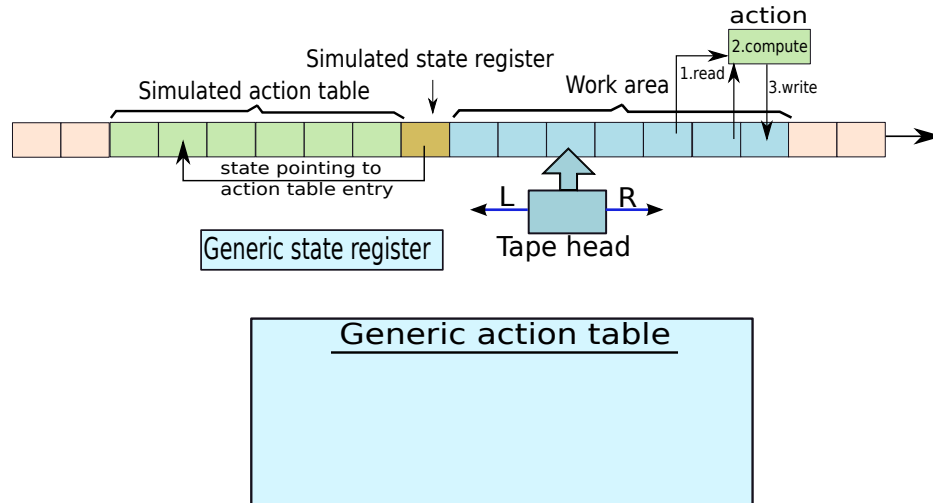 action
2.compute
Simulated state register
1.read
3.write
Simulated action table
Work area
state pointing to
action table entry
L
R
Generic state register
Tape head
Generic action table